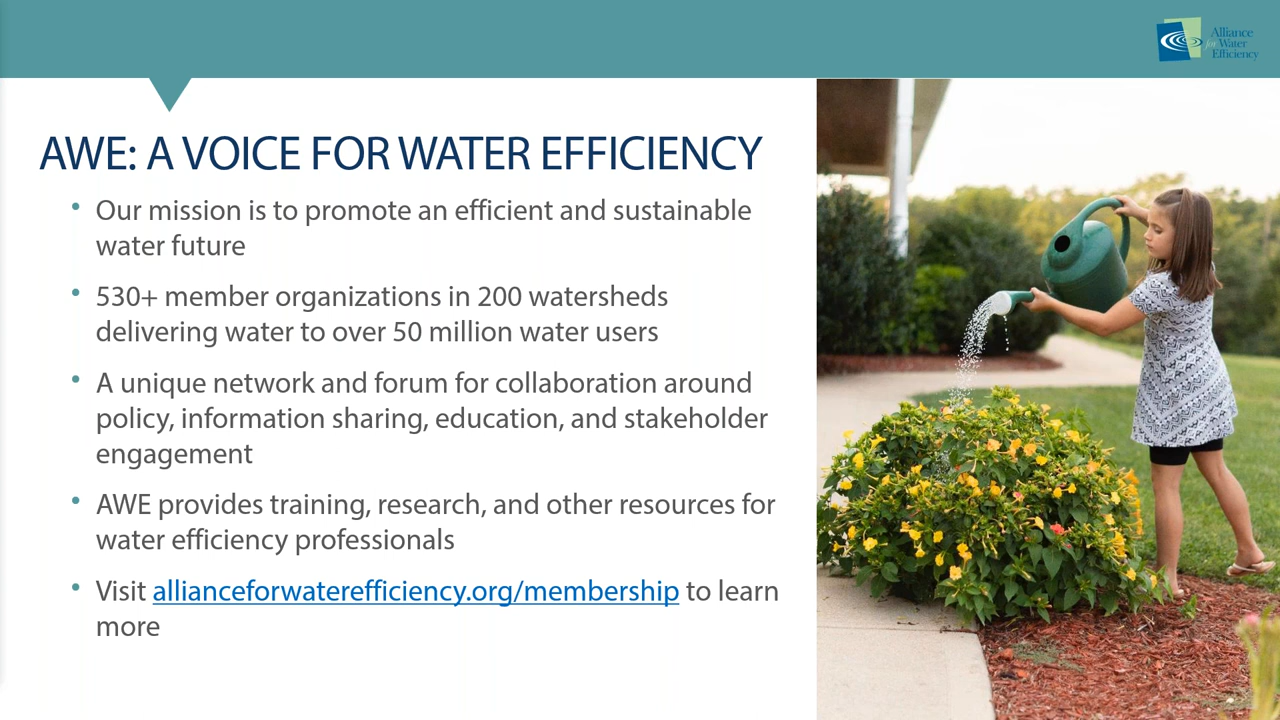 Alliance
for Water
Efficiency
AWE: A VOICE FOR WATER EFFICIENCY
• Our mission is to promote an efficient and sustainable
water future
• 530+ member organizations in 200 watersheds
delivering water to over 50 million water users
• A unique network and forum for collaboration around
policy, information sharing, education, and stakeholder
engagement
• AWE provides training, research, and other resources for
water efficiency professionals
• Visit allianceforwaterefficiency.org/membership to learn
more